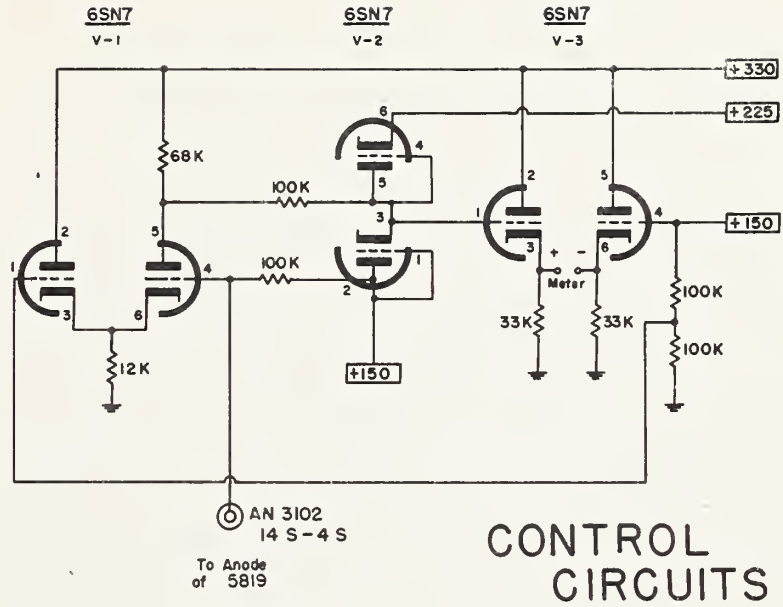 6SN7
V-1
6SN7
V-2
6SN7
V-3
+330
+225
+150
68K
100K
100K
12K
+150
33K
33K
100K
100K
+ -
Meter
1
2
3
4
5
6
6
4
5
3
1
2
1
2
3
4
5
6
AN 3102
14 S-4 S
To Anode
of 5819
CONTROL
CIRCUITS